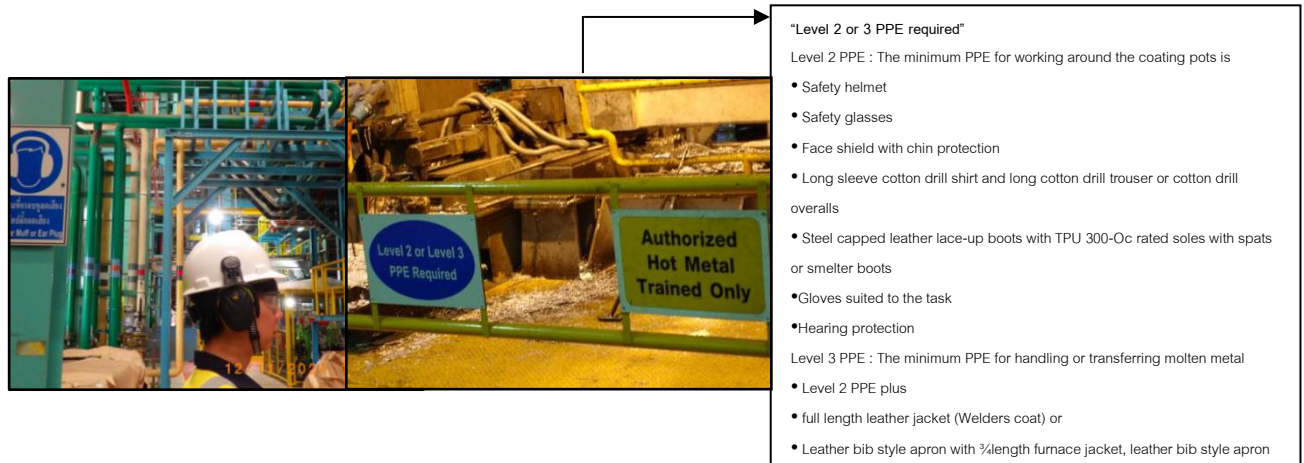 Muff or Ear Plug
Level 2 or Level 3
PPE Required
Authorized
Hot Metal
Trained Only
“Level 2 or 3 PPE required”
Level 2 PPE : The minimum PPE for working around the coating pots is
• Safety helmet
• Safety glasses
• Face shield with chin protection
• Long sleeve cotton drill shirt and long cotton drill trouser or cotton drill
overalls
• Steel capped leather lace-up boots with TPU 300-Oc rated soles with spats
or smelter boots
•Gloves suited to the task
•Hearing protection
Level 3 PPE : The minimum PPE for handling or transferring molten metal
• Level 2 PPE plus
• full length leather jacket (Welders coat) or
• Leather bib style apron with ¾length furnace jacket, leather bib style apron